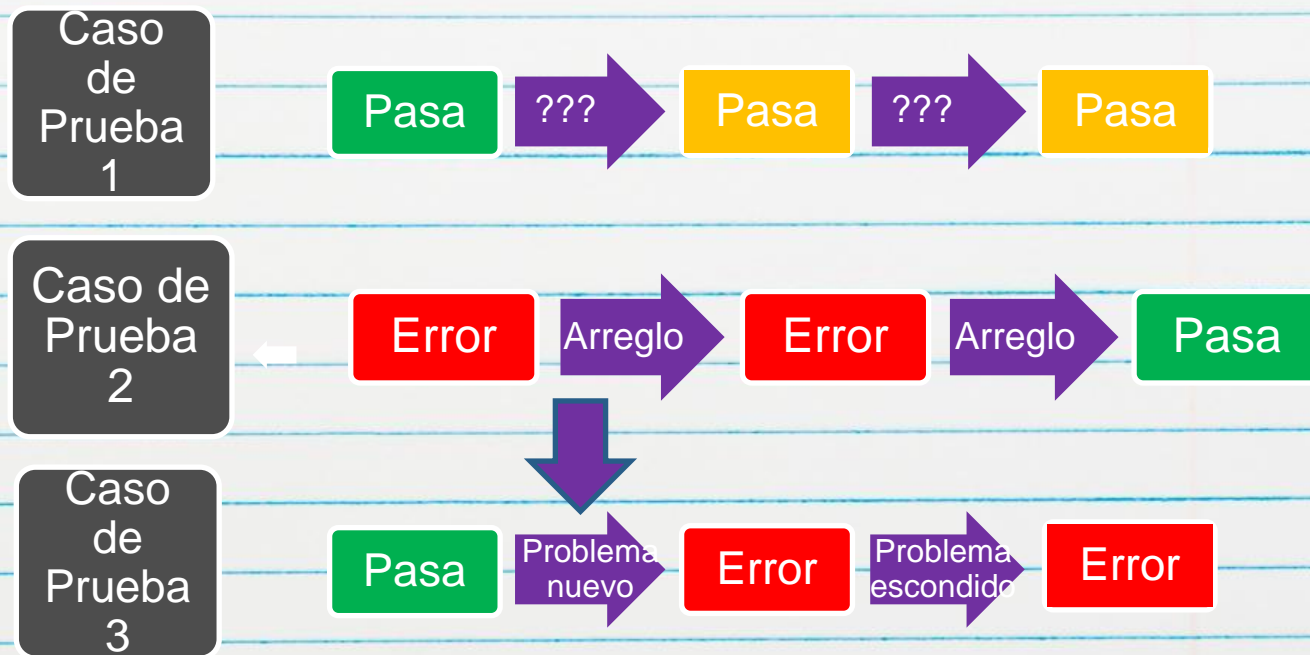 Caso
de
Prueba
1
Pasa
???
Pasa
???
Pasa
Caso de
Prueba
2
Error
Arreglo
Error
Arreglo
Pasa
Caso
de
Prueba
3
Pasa
Problema
nuevo
Error
Problema
escondido
Error